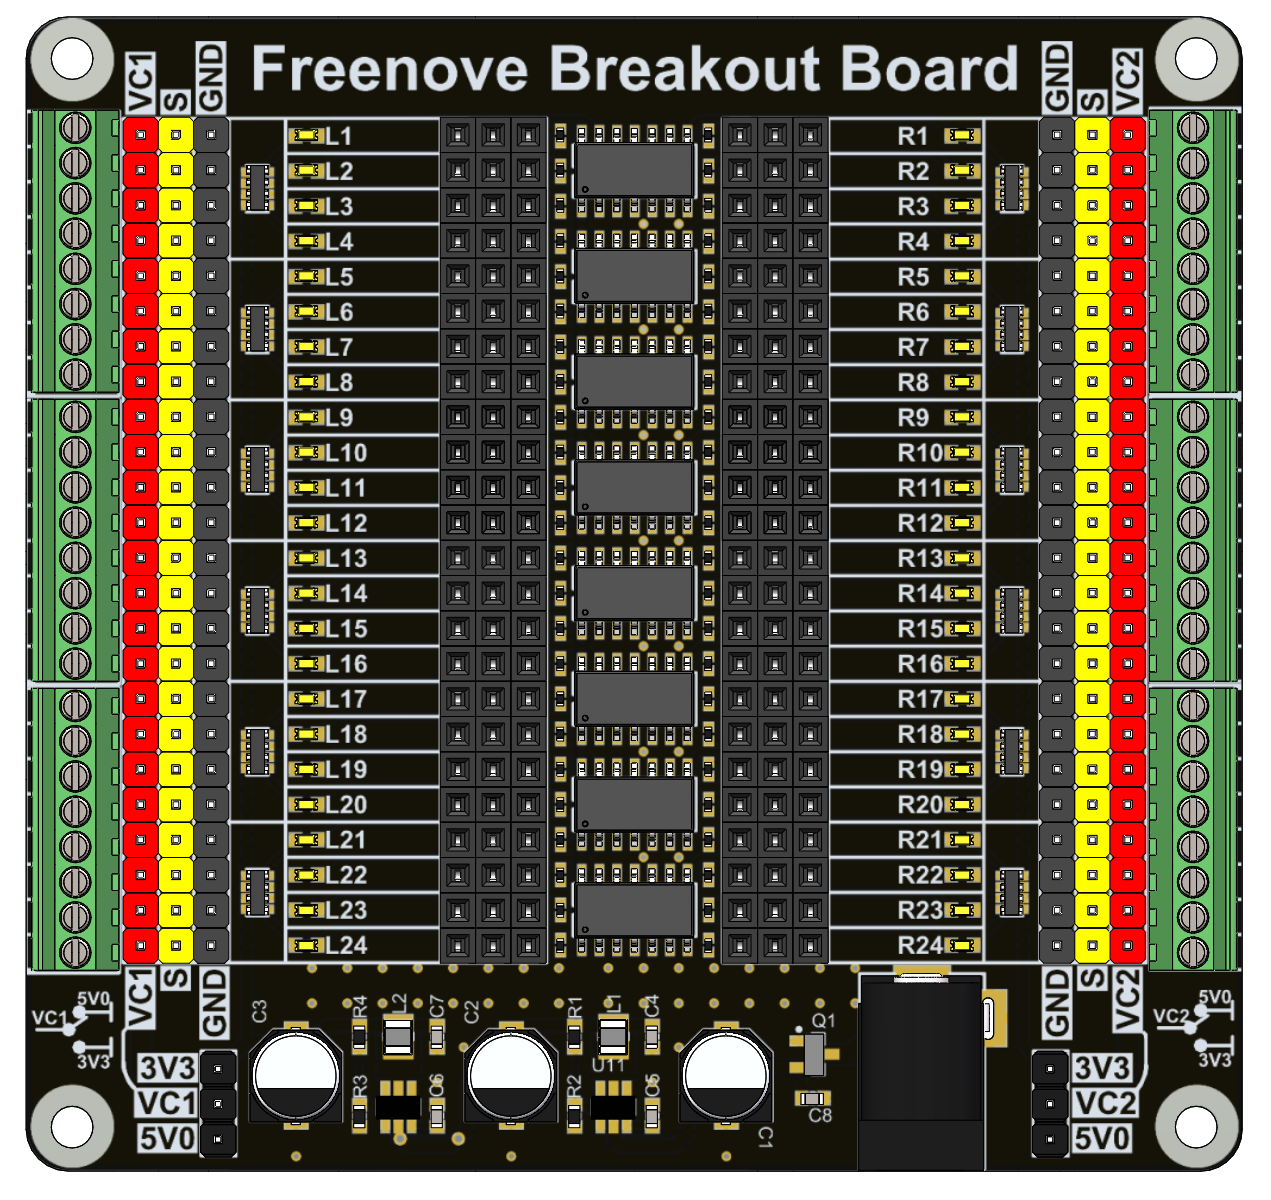 Freenove Breakout Board
VC1 S GND
GND S VC2
L1 R1
L2 R2
L3 R3
L4 R4
L5 R5
L6 R6
L7 R7
L8 R8
L9 R9
L10 R10
L11 R11
L12 R12
L13 R13
L14 R14
L15 R15
L16 R16
L17 R17
L18 R18
L19 R19
L20 R20
L21 R21
L22 R22
L23 R23
L24 R24
VC1 S GND
GND S VC2
VC1 5V0
3V3
C3 R4 L2 C7 C2 R1 L1 C4 Q1
VC2 5V0
3V3
3V3
VC1
5V0
R3 C6 R2 U11 C5 C1 C8
3V3
VC2
5V0